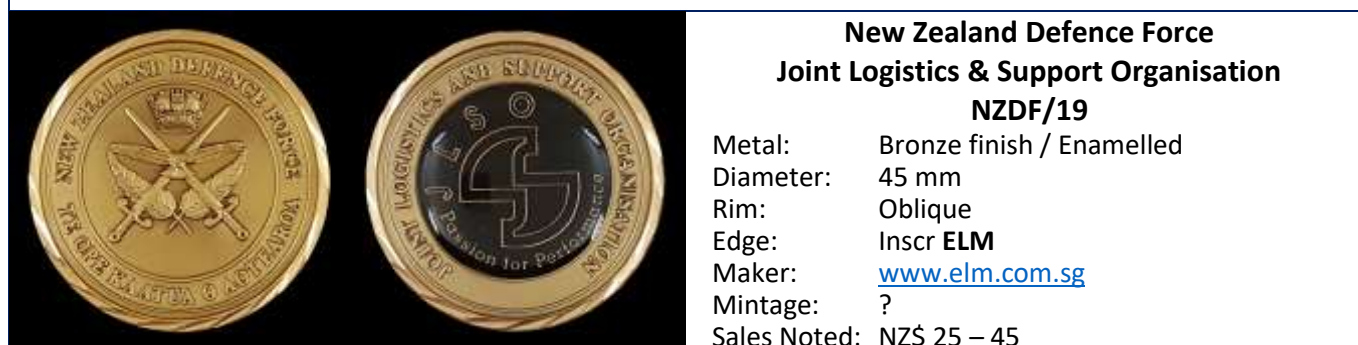 NEW ZEALAND DEFENCE FORCE
TE OPE KAATUA O AOTEAROA
JOINT LOGISTICS AND SUPPORT ORGANISATION
J L S O
Passion for Performance
New Zealand Defence Force
Joint Logistics & Support Organisation
NZDF/19
Metal: Bronze finish / Enamelled
Diameter: 45 mm
Rim: Oblique
Edge: Inscr ELM
Maker: www.elm.com.sg
Mintage: ?
Sales Noted: NZ$ 25 – 45